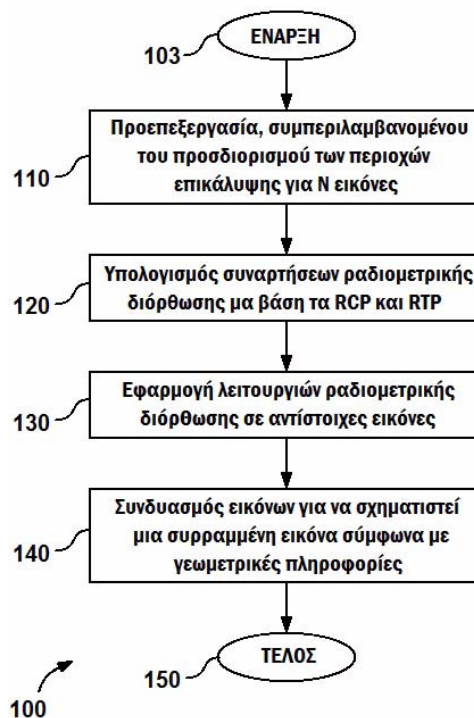 ΕΝΑΡΞΗ
103
Προεπεξεργασία, συμπεριλαμβανομένου
του προσδιορισμού των περιοχών
επικάλυψης για Ν εικόνες
110
Υπολογισμός συναρτήσεων ραδιομετρικής
διόρθωσης μα βάση τα RCP και RTP
120
Εφαρμογή λειτουργιών ραδιομετρικής
διόρθωσης σε αντίστοιχες εικόνες
130
Συνδυασμός εικόνων για να σχηματιστεί
μια συρραμμένη εικόνα σύμφωνα με
γεωμετρικές πληροφορίες
140
ΤΕΛΟΣ
150
100